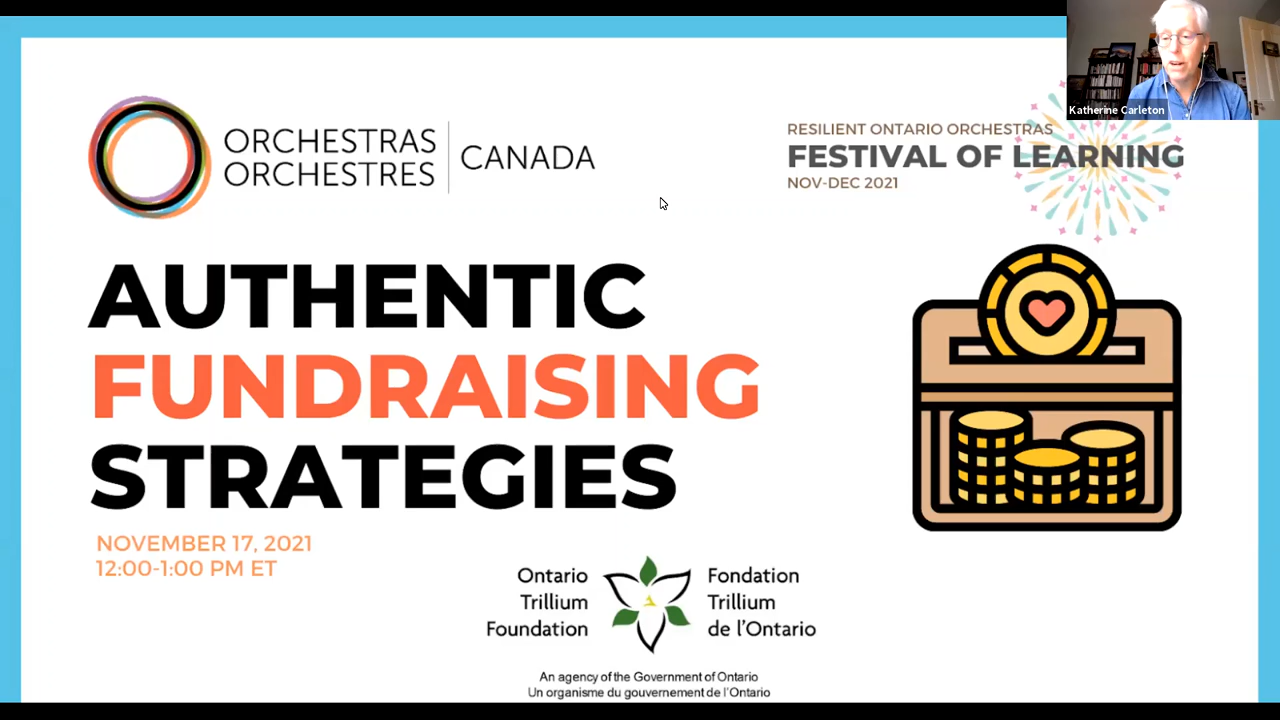 Katherine Carleton
ORCHESTRAS
ORCHESTRES
CANADA
RESILIENT ONTARIO ORCHESTRAS
FESTIVAL OF LEARNING
NOV-DEC 2021
AUTHENTIC
FUNDRAISING
STRATEGIES
NOVEMBER 17, 2021
12:00-1:00 PM ET
Ontario
Trillium
Foundation
Fondation
Trillium
de l'Ontario
An agency of the Government of Ontario
Un organisme du gouvernement de l'Ontario